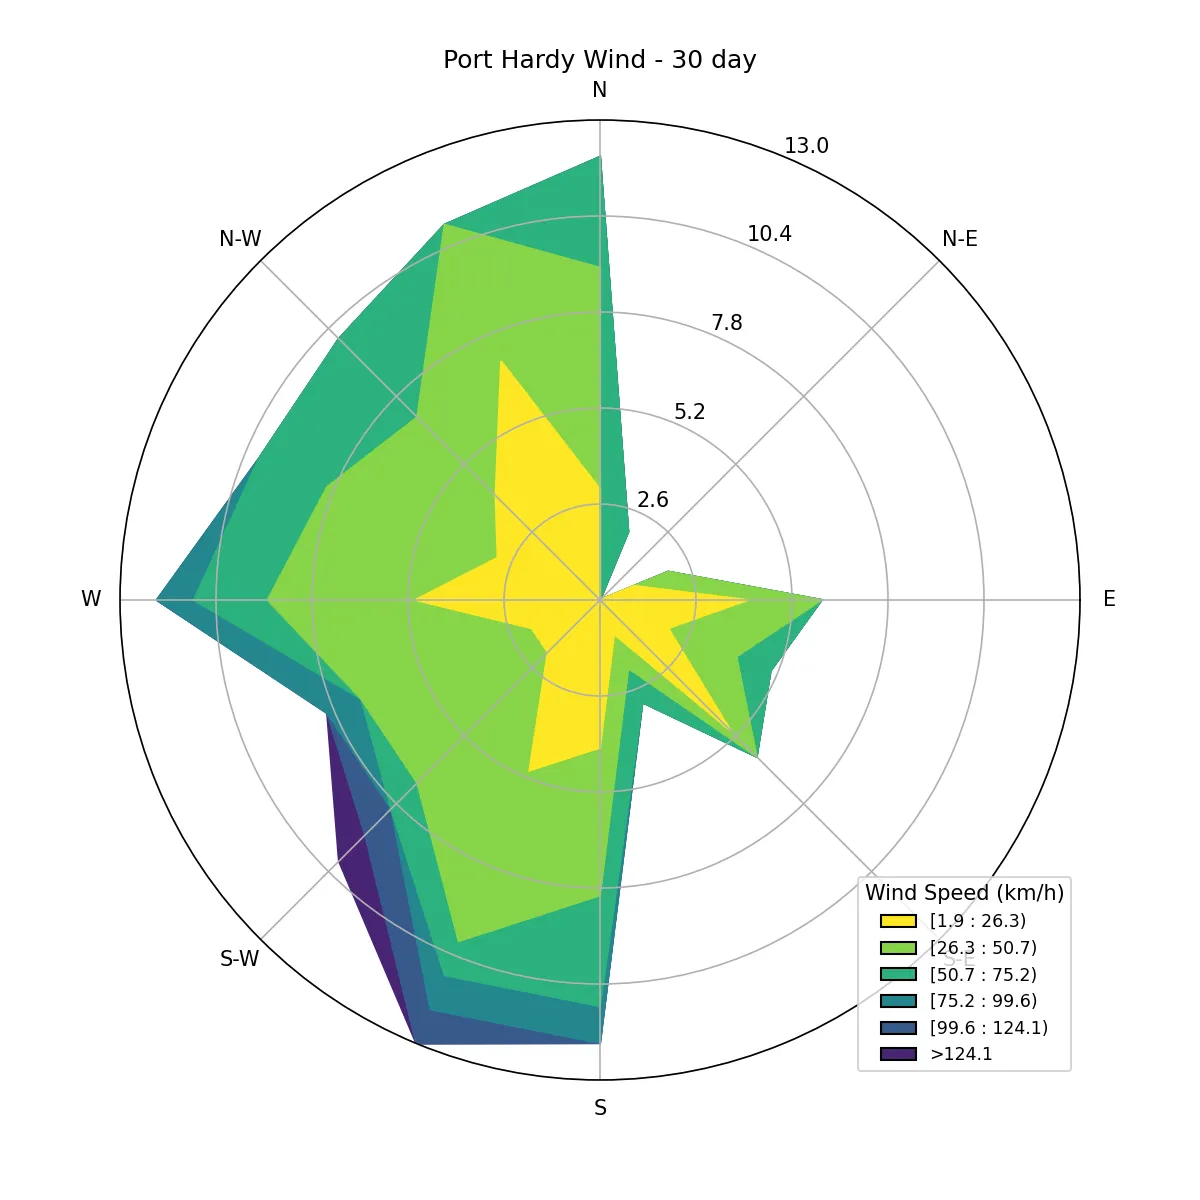 Port Hardy Wind - 30 day
N
13.0
N-W
10.4
N-E
7.8
5.2
2.6
W
E
S-W
S-E
S
Wind Speed (km/h)
[1.9 : 26.3)
[26.3 : 50.7)
[50.7 : 75.2)
[75.2 : 99.6)
[99.6 : 124.1)
>124.1